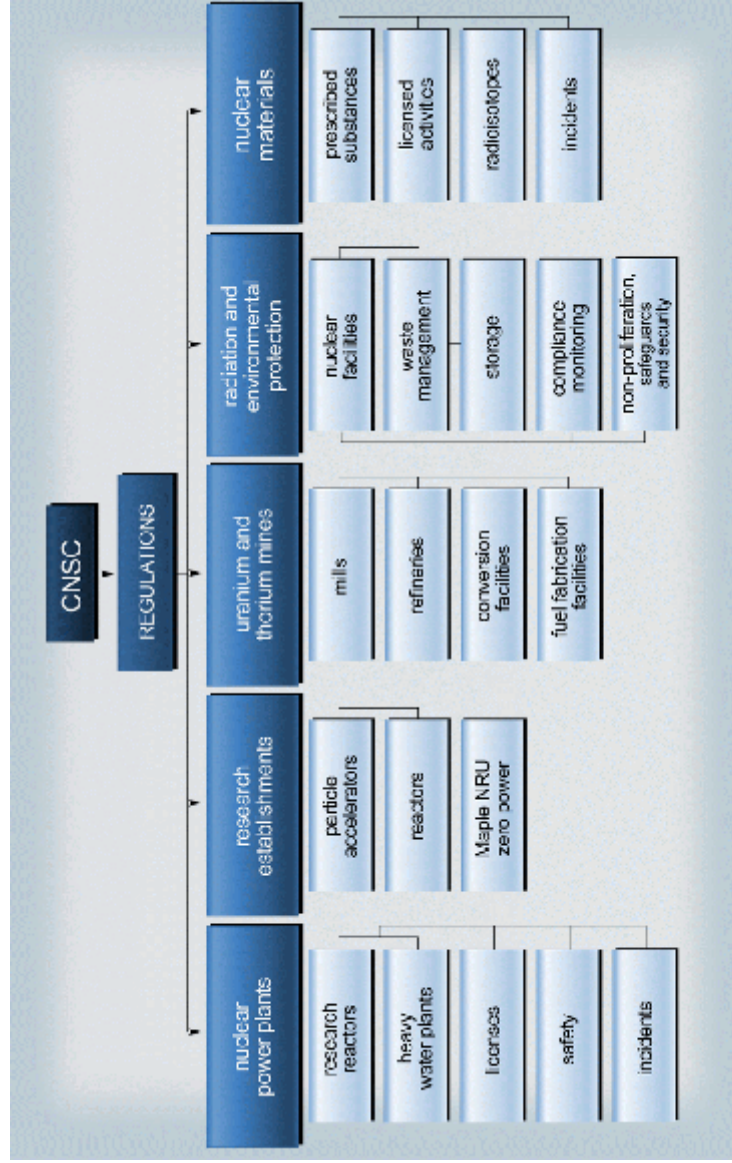 CNSC
REGULATIONS
nuclear
power plants
research
reactors
heavy
water plants
licenses
safety
incidents
research
establishments
particle
accelerators
reactors
Maple NRU
zero power
uranium and
thorium mines
mills
refineries
conversion
facilities
fuel fabrication
facilities
radiation and
environmental
protection
nuclear
facilities
waste
management
storage
compliance
monitoring
non-proliferation,
safeguards
and security
nuclear
materials
prescribed
substances
licensed
activities
radioisotopes
incidents